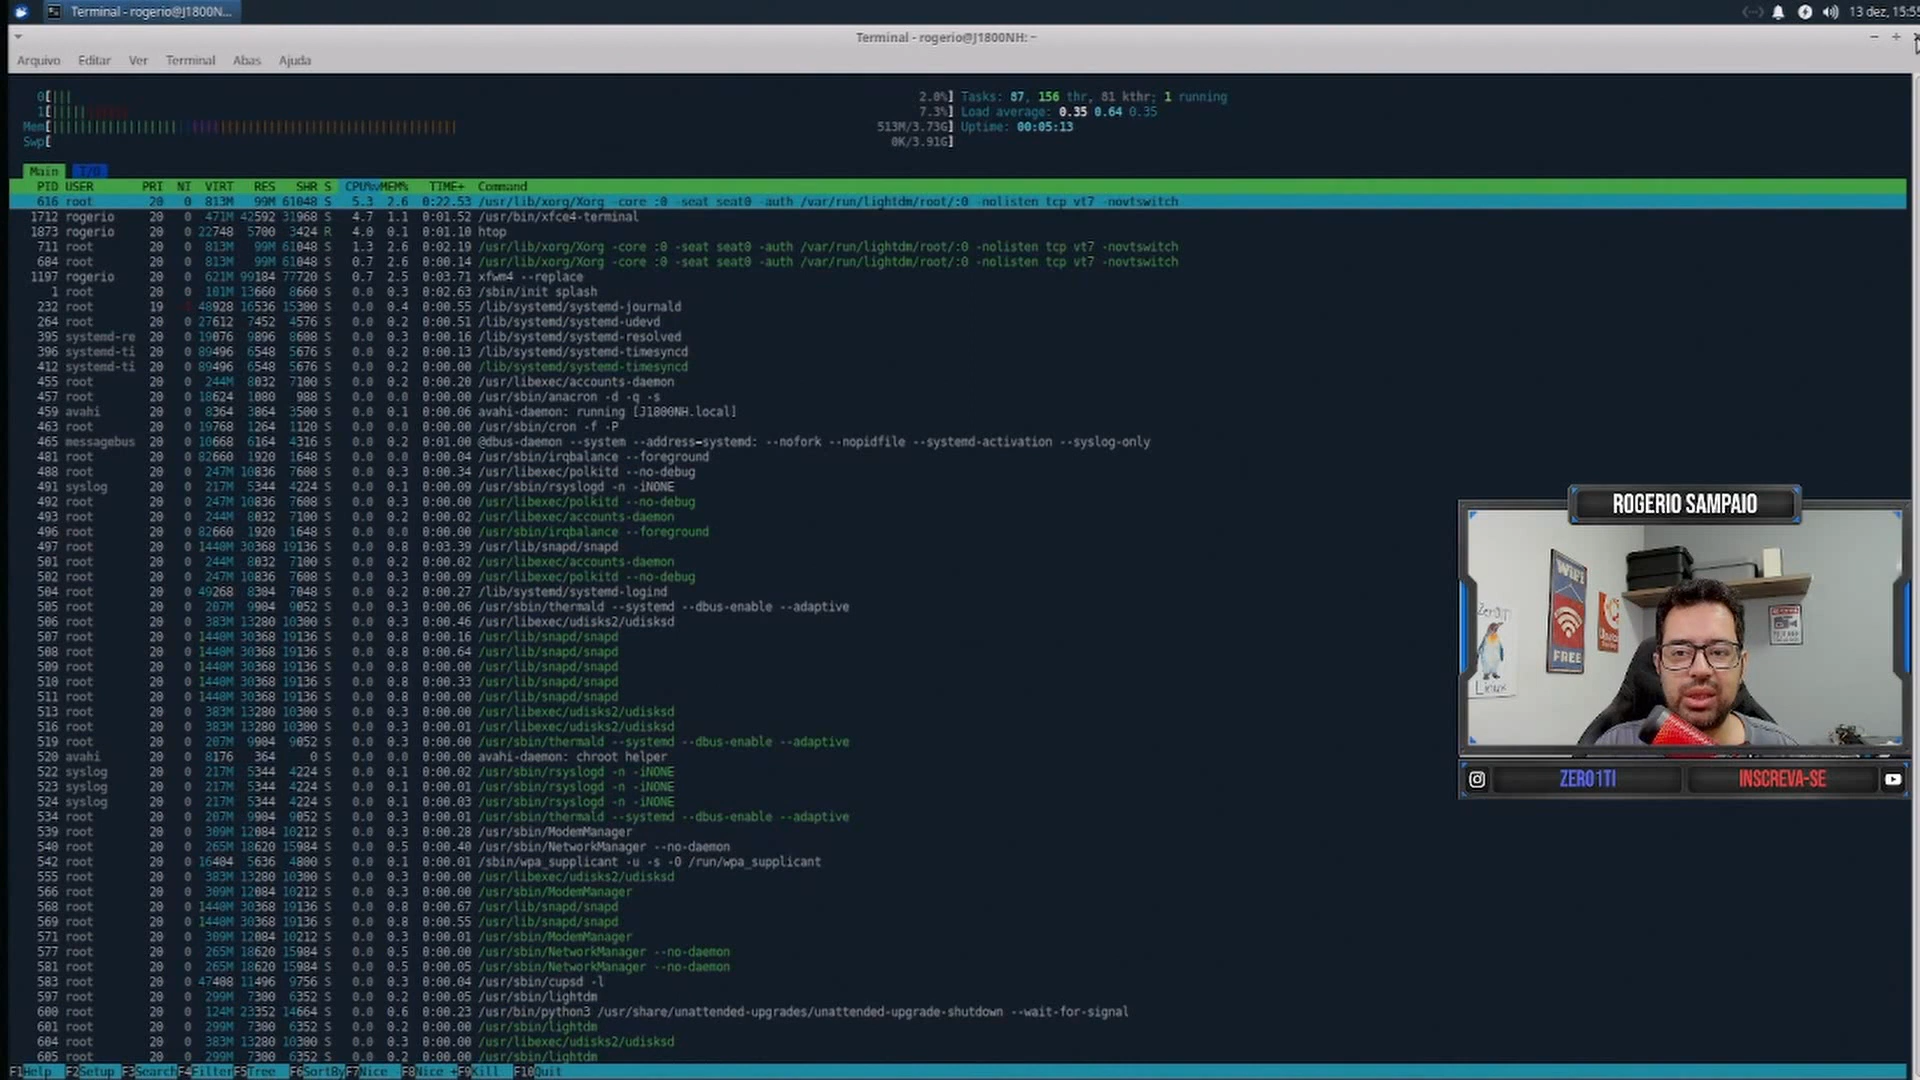 Terminal - rogerio@J1800N...
13 dez, 15:5
Terminal - rogerio@J1800NH: ~
Arquivo Editar Ver Terminal Abas Ajuda
0[||| 2.0%] Tasks: 87, 156 thr, 81 kthr; 1 running
1[ 7.3%] Load average: 0.35 0.64 0.35
Mem[ 513M/3.73G] Uptime: 00:05:13
Swp[ 0K/3.91G]
Main I/O
PID USER PRI NI VIRT RES SHR S CPU%▽MEM% TIME+ Command
616 root 20 0 813M 99M 61048 S 5.3 2.6 0:22.53 /usr/lib/xorg/Xorg -core :0 -seat seat0 -auth /var/run/lightdm/root/:0 -nolisten tcp vt7 -novtswitch
1712 rogerio 20 0 471M 42592 31968 S 4.7 1.1 0:01.52 /usr/bin/xfce4-terminal
1873 rogerio 20 0 22748 5700 3424 R 4.0 0.1 0:01.10 htop
711 root 20 0 813M 99M 61048 S 1.3 2.6 0:02.19 /usr/lib/xorg/Xorg -core :0 -seat seat0 -auth /var/run/lightdm/root/:0 -nolisten tcp vt7 -novtswitch
684 root 20 0 813M 99M 61048 S 0.7 2.6 0:00.14 /usr/lib/xorg/Xorg -core :0 -seat seat0 -auth /var/run/lightdm/root/:0 -nolisten tcp vt7 -novtswitch
1197 rogerio 20 0 621M 99184 77720 S 0.7 2.5 0:03.71 xfwm4 --replace
1 root 20 0 101M 13660 8660 S 0.0 0.3 0:02.63 /sbin/init splash
232 root 19 48928 16536 15300 S 0.0 0.4 0:00.55 /lib/systemd/systemd-journald
264 root 20 0 27612 7452 4576 S 0.0 0.2 0:00.51 /lib/systemd/systemd-udevd
395 systemd-re 20 0 19076 9896 8608 S 0.0 0.3 0:00.16 /lib/systemd/systemd-resolved
396 systemd-ti 20 0 89496 6548 5676 S 0.0 0.2 0:00.13 /lib/systemd/systemd-timesyncd
412 systemd-ti 20 0 89496 6548 5676 S 0.0 0.2 0:00.00 /lib/systemd/systemd-timesyncd
455 root 20 0 244M 8032 7100 S 0.0 0.2 0:00.20 /usr/libexec/accounts-daemon
457 root 20 0 18624 1080 988 S 0.0 0.0 0:00.00 /usr/sbin/anacron -d -q -s
459 avahi 20 0 8364 3864 3500 S 0.0 0.1 0:00.06 avahi-daemon: running [J1800NH.local]
463 root 20 0 19768 1264 1120 S 0.0 0.0 0:00.00 /usr/sbin/cron -f -P
465 messagebus 20 0 10668 6164 4316 S 0.0 0.2 0:01.00 @dbus-daemon --system --address=systemd: --nofork --nopidfile --systemd-activation --syslog-only
481 root 20 0 82660 1920 1648 S 0.0 0.0 0:00.04 /usr/sbin/irqbalance --foreground
488 root 20 0 247M 10836 7608 S 0.0 0.3 0:00.34 /usr/libexec/polkitd --no-debug
491 syslog 20 0 217M 5344 4224 S 0.0 0.1 0:00.09 /usr/sbin/rsyslogd -n -iNONE
492 root 20 0 247M 10836 7608 S 0.0 0.3 0:00.00 /usr/libexec/polkitd --no-debug
493 root 20 0 244M 8032 7100 S 0.0 0.2 0:00.02 /usr/libexec/accounts-daemon
496 root 20 0 82660 1920 1648 S 0.0 0.0 0:00.00 /usr/sbin/irqbalance --foreground
497 root 20 0 1440M 30368 19136 S 0.0 0.8 0:03.39 /usr/lib/snapd/snapd
501 root 20 0 244M 8032 7100 S 0.0 0.2 0:00.02 /usr/libexec/accounts-daemon
502 root 20 0 247M 10836 7608 S 0.0 0.3 0:00.09 /usr/libexec/polkitd --no-debug
504 root 20 0 49268 8304 7048 S 0.0 0.2 0:00.27 /lib/systemd/systemd-logind
505 root 20 0 207M 9904 9052 S 0.0 0.3 0:00.06 /usr/sbin/thermald --systemd --dbus-enable --adaptive
506 root 20 0 383M 13280 10300 S 0.0 0.3 0:00.46 /usr/libexec/udisks2/udisksd
507 root 20 0 1440M 30368 19136 S 0.0 0.8 0:00.16 /usr/lib/snapd/snapd
508 root 20 0 1440M 30368 19136 S 0.0 0.8 0:00.64 /usr/lib/snapd/snapd
509 root 20 0 1440M 30368 19136 S 0.0 0.8 0:00.00 /usr/lib/snapd/snapd
510 root 20 0 1440M 30368 19136 S 0.0 0.8 0:00.33 /usr/lib/snapd/snapd
511 root 20 0 1440M 30368 19136 S 0.0 0.8 0:00.00 /usr/lib/snapd/snapd
513 root 20 0 383M 13280 10300 S 0.0 0.3 0:00.00 /usr/libexec/udisks2/udisksd
516 root 20 0 383M 13280 10300 S 0.0 0.3 0:00.01 /usr/libexec/udisks2/udisksd
519 root 20 0 207M 9904 9052 S 0.0 0.3 0:00.00 /usr/sbin/thermald --systemd --dbus-enable --adaptive
520 avahi 20 0 8176 364 0 S 0.0 0.0 0:00.00 avahi-daemon: chroot helper
522 syslog 20 0 217M 5344 4224 S 0.0 0.1 0:00.02 /usr/sbin/rsyslogd -n -iNONE
523 syslog 20 0 217M 5344 4224 S 0.0 0.1 0:00.01 /usr/sbin/rsyslogd -n -iNONE
524 syslog 20 0 217M 5344 4224 S 0.0 0.1 0:00.03 /usr/sbin/rsyslogd -n -iNONE
534 root 20 0 207M 9904 9052 S 0.0 0.3 0:00.01 /usr/sbin/thermald --systemd --dbus-enable --adaptive
539 root 20 0 309M 12084 10212 S 0.0 0.3 0:00.28 /usr/sbin/ModemManager
540 root 20 0 265M 18620 15984 S 0.0 0.5 0:00.40 /usr/sbin/NetworkManager --no-daemon
542 root 20 0 16404 5636 4800 S 0.0 0.1 0:00.01 /sbin/wpa_supplicant -u -s -O /run/wpa_supplicant
555 root 20 0 383M 13280 10300 S 0.0 0.3 0:00.00 /usr/libexec/udisks2/udisksd
566 root 20 0 309M 12084 10212 S 0.0 0.3 0:00.00 /usr/sbin/ModemManager
568 root 20 0 1440M 30368 19136 S 0.0 0.8 0:00.67 /usr/lib/snapd/snapd
569 root 20 0 1440M 30368 19136 S 0.0 0.8 0:00.55 /usr/lib/snapd/snapd
571 root 20 0 309M 12084 10212 S 0.0 0.3 0:00.01 /usr/sbin/ModemManager
577 root 20 0 265M 18620 15984 S 0.0 0.5 0:00.00 /usr/sbin/NetworkManager --no-daemon
581 root 20 0 265M 18620 15984 S 0.0 0.5 0:00.05 /usr/sbin/NetworkManager --no-daemon
583 root 20 0 47408 11496 9756 S 0.0 0.3 0:00.04 /usr/sbin/cupsd -l
597 root 20 0 299M 7300 6352 S 0.0 0.2 0:00.05 /usr/sbin/lightdm
600 root 20 0 124M 23352 14664 S 0.0 0.6 0:00.23 /usr/bin/python3 /usr/share/unattended-upgrades/unattended-upgrade-shutdown --wait-for-signal
601 root 20 0 299M 7300 6352 S 0.0 0.2 0:00.00 /usr/sbin/lightdm
604 root 20 0 383M 13280 10300 S 0.0 0.3 0:00.00 /usr/libexec/udisks2/udisksd
605 root 20 0 299M 7300 6352 S 0.0 0.2 0:00.00 /usr/sbin/lightdm
F1Help F2Setup F3Search F4Filter F5Tree F6SortBy F7Nice - F8Nice + F9Kill F10Quit
ROGERIO SAMPAIO
WiFi
FREE
Linux
ZERO1TI
INSCREVA-SE